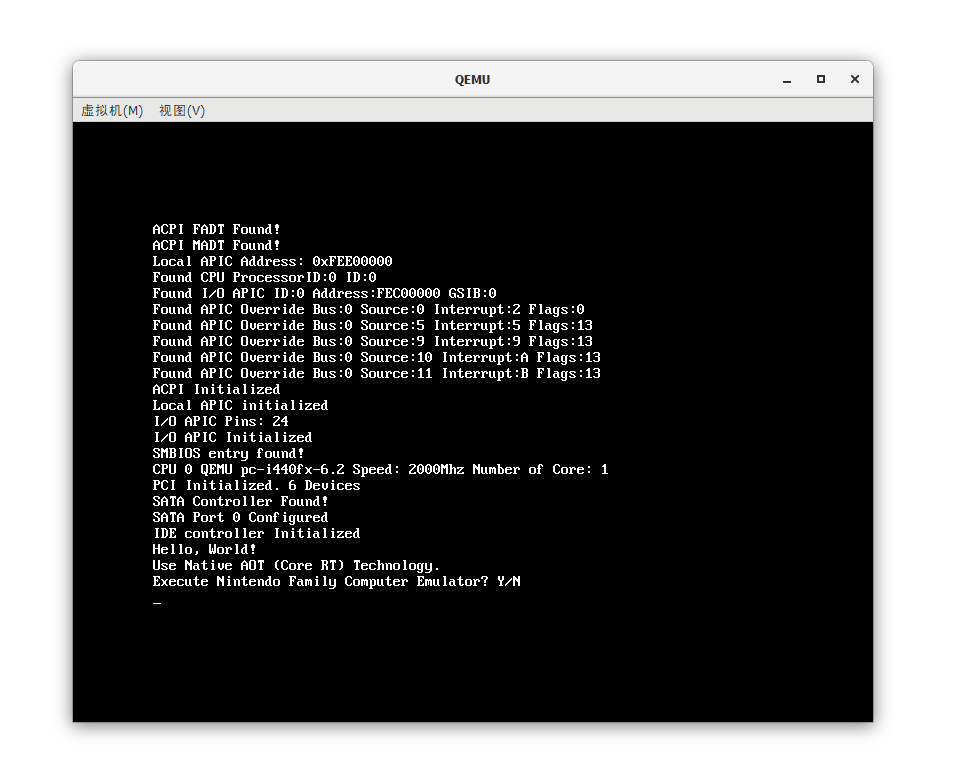 QEMU
虚拟机(M) 视图(V)
ACPI FADT Found!
ACPI MADT Found!
Local APIC Address: 0xFEE00000
Found CPU ProcessorID:0 ID:0
Found I/O APIC ID:0 Address:FEC00000 GSIB:0
Found APIC Override Bus:0 Source:0 Interrupt:2 Flags:0
Found APIC Override Bus:0 Source:5 Interrupt:5 Flags:13
Found APIC Override Bus:0 Source:9 Interrupt:9 Flags:13
Found APIC Override Bus:0 Source:10 Interrupt:A Flags:13
Found APIC Override Bus:0 Source:11 Interrupt:B Flags:13
ACPI Initialized
Local APIC initialized
I/O APIC Pins: 24
I/O APIC Initialized
SMBIOS entry found!
CPU 0 QEMU pc-i440fx-6.2 Speed: 2000Mhz Number of Core: 1
PCI Initialized. 6 Devices
SATA Controller Found!
SATA Port 0 Configured
IDE controller Initialized
Hello, World!
Use Native AOT (Core RT) Technology.
Execute Nintendo Family Computer Emulator? Y/N
_